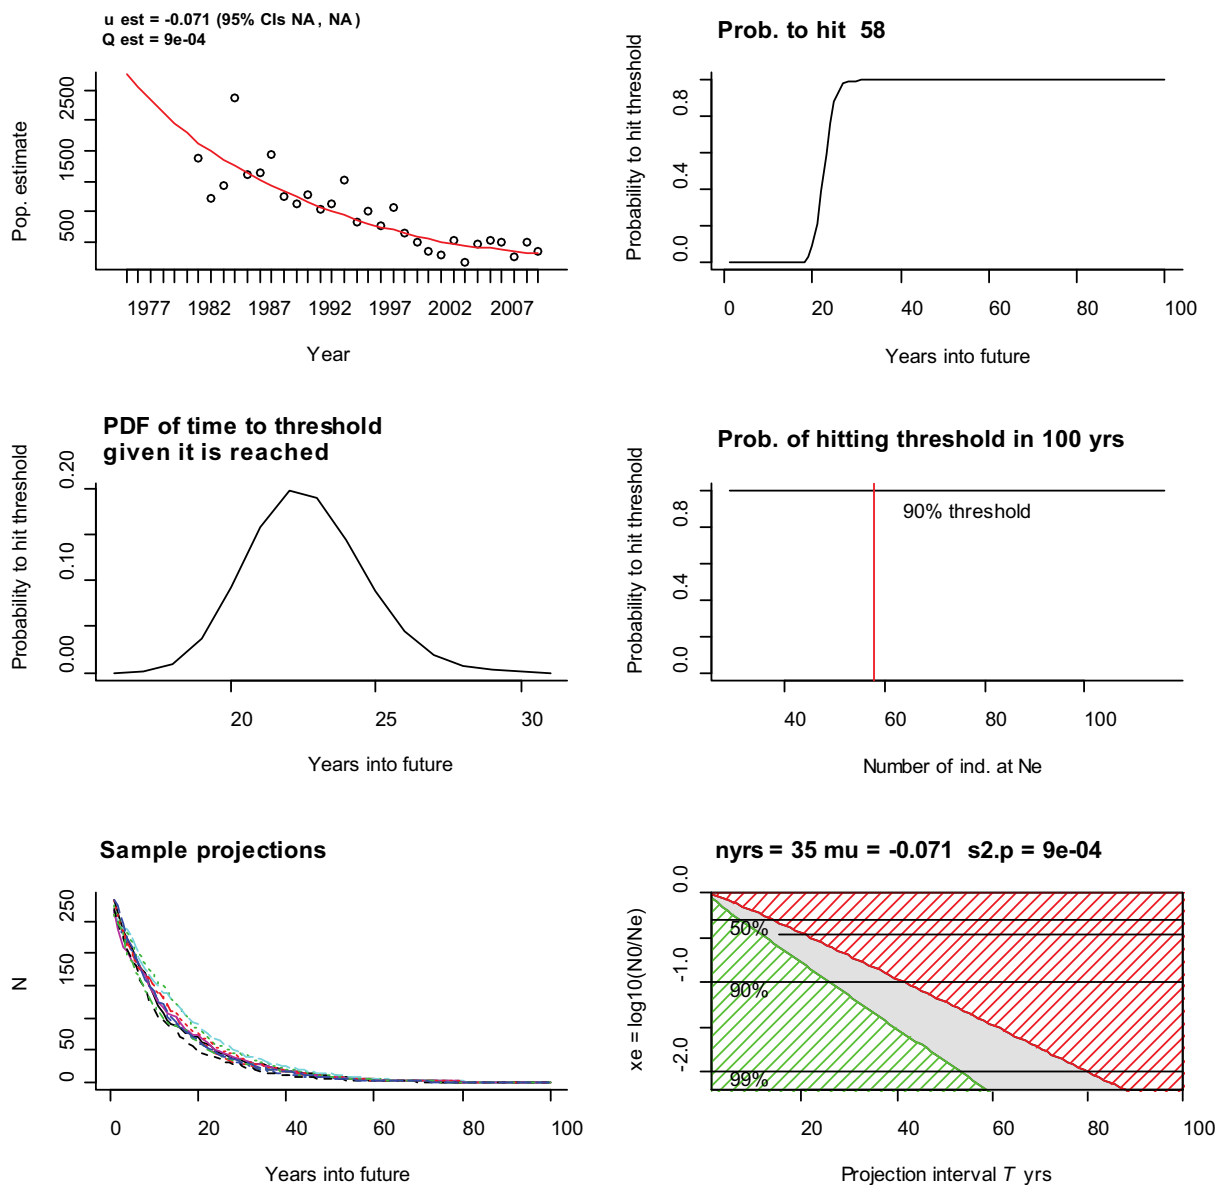 u est = -0.071 (95% CIs NA, NA)
Q est = 9e-04
Pop. estimate
2500
1500
500
1977 1982 1987 1992 1997 2002 2007
Year
Prob. to hit 58
Probability to hit threshold
0.8
0.4
0.0
0 20 40 60 80 100
Years into future
PDF of time to threshold
given it is reached
Probability to hit threshold
0.20
0.10
0.00
20 25 30
Years into future
Prob. of hitting threshold in 100 yrs
Probability to hit threshold
0.8
0.4
0.0
90% threshold
40 60 80 100
Number of ind. at Ne
Sample projections
N
250
150
50
0
0 20 40 60 80 100
Years into future
nyrs = 35 mu = -0.071 s2.p = 9e-04
xe = log10(N0/Ne)
0.0
-1.0
-2.0
50%
90%
99%
20 40 60 80 100
Projection interval T yrs